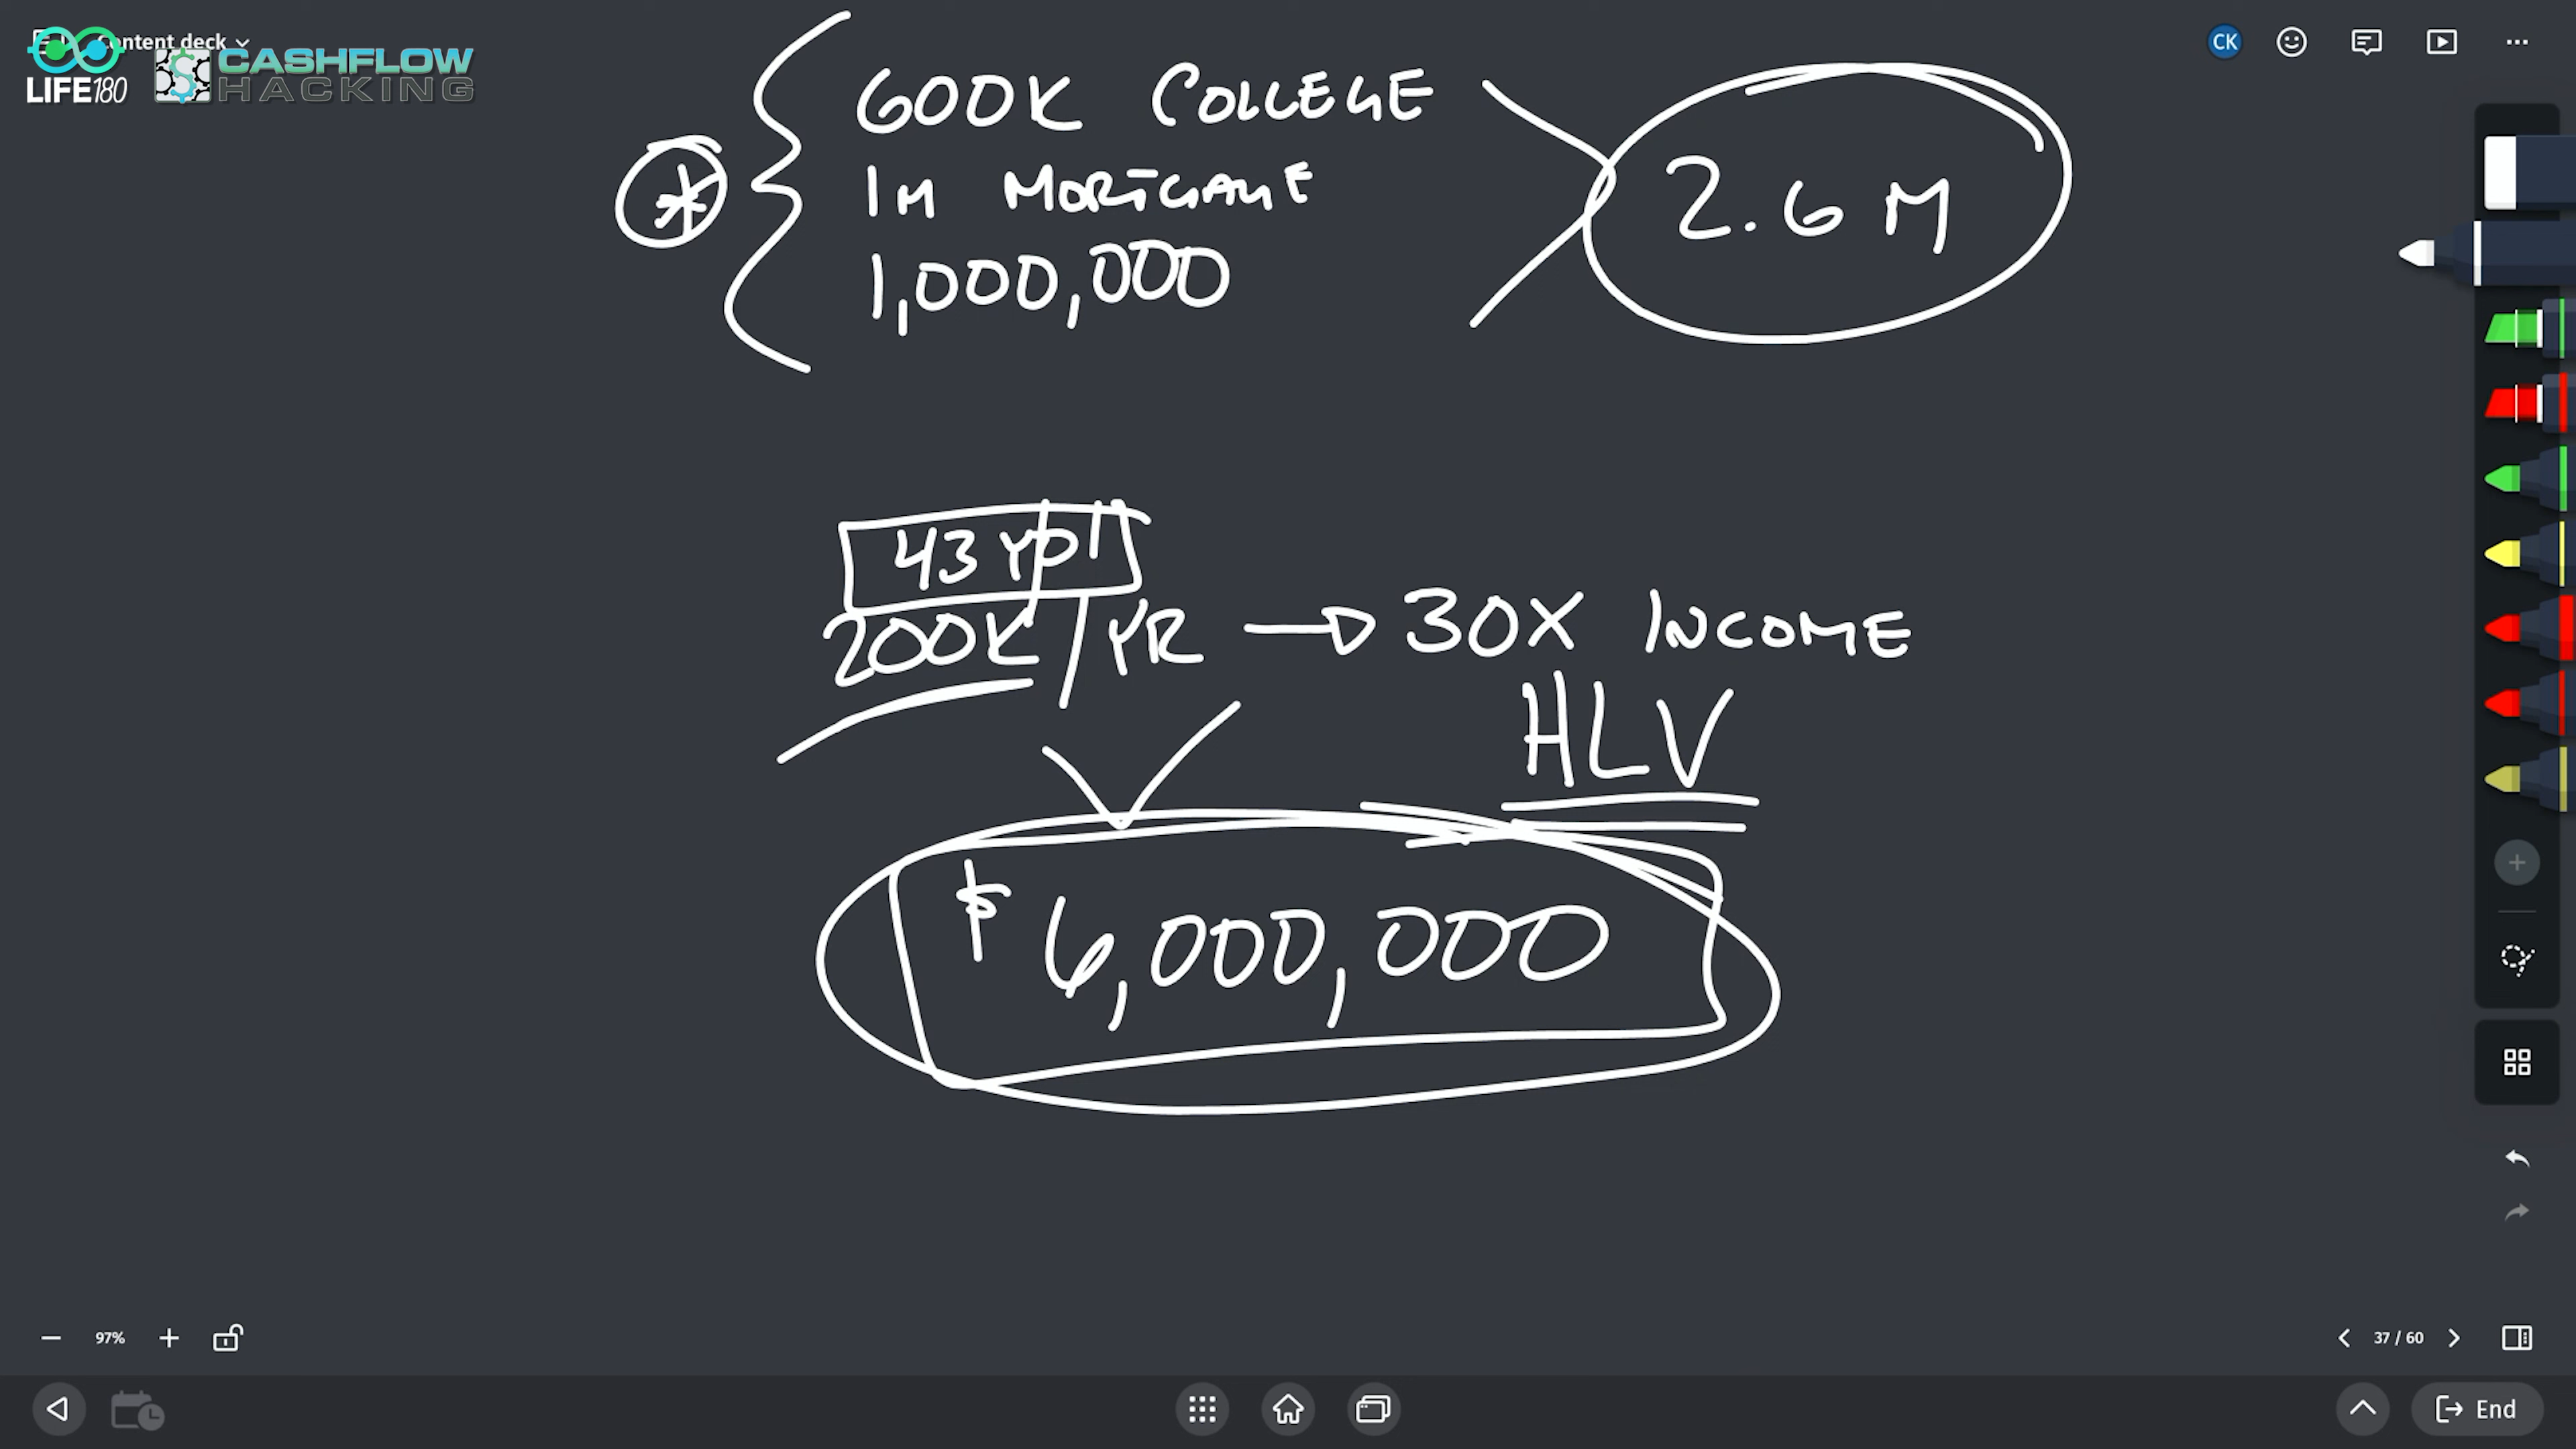 Content deck
LIFE180
CASHFLOW
HACKING
CK
600K COLLEGE
1M MORTGAGE
1,000,000
2.6 M
*
43 YO
200K/YR → 30X INCOME
HLV
$6,000,000
97%
37 / 60
End